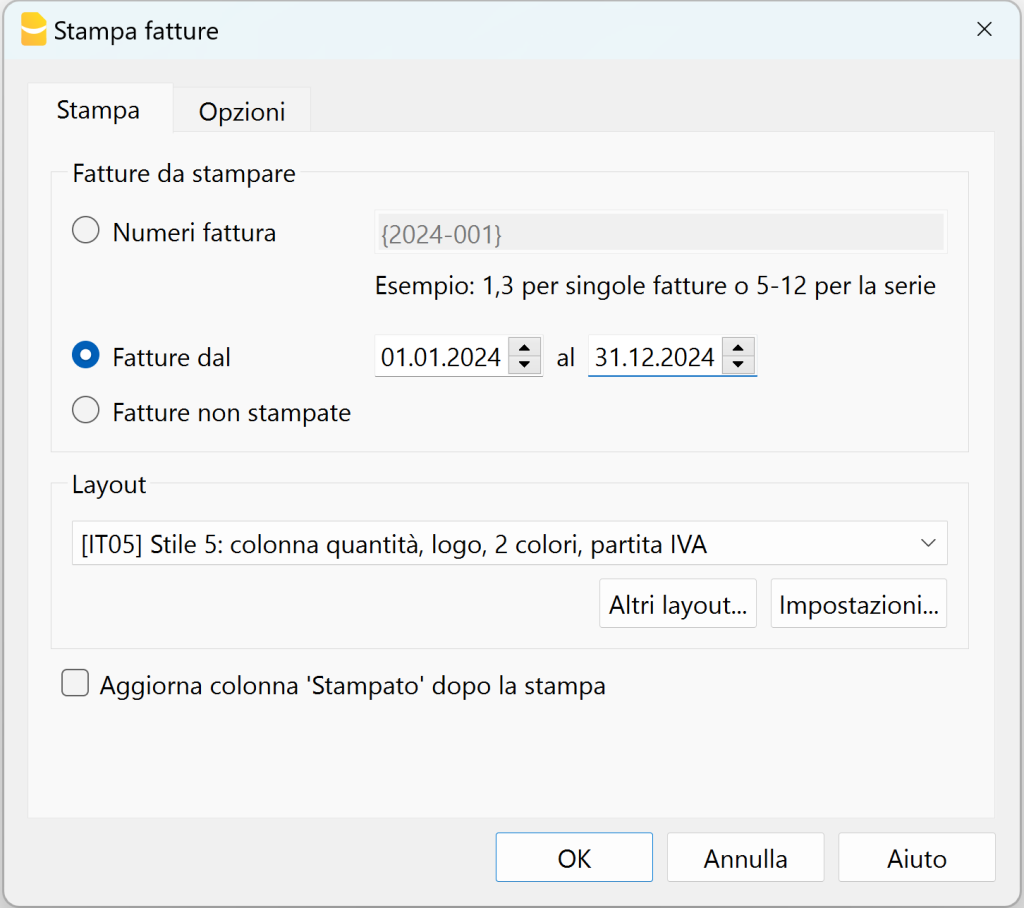 Stampa fatture
Stampa
Opzioni
Fatture da stampare
Numeri fattura
{2024-001}
Esempio: 1,3 per singole fatture o 5-12 per la serie
Fatture dal
01.01.2024
al
31.12.2024
Fatture non stampate
Layout
[IT05] Stile 5: colonna quantità, logo, 2 colori, partita IVA
Altri layout...
Impostazioni...
Aggiorna colonna 'Stampato' dopo la stampa
OK
Annulla
Aiuto